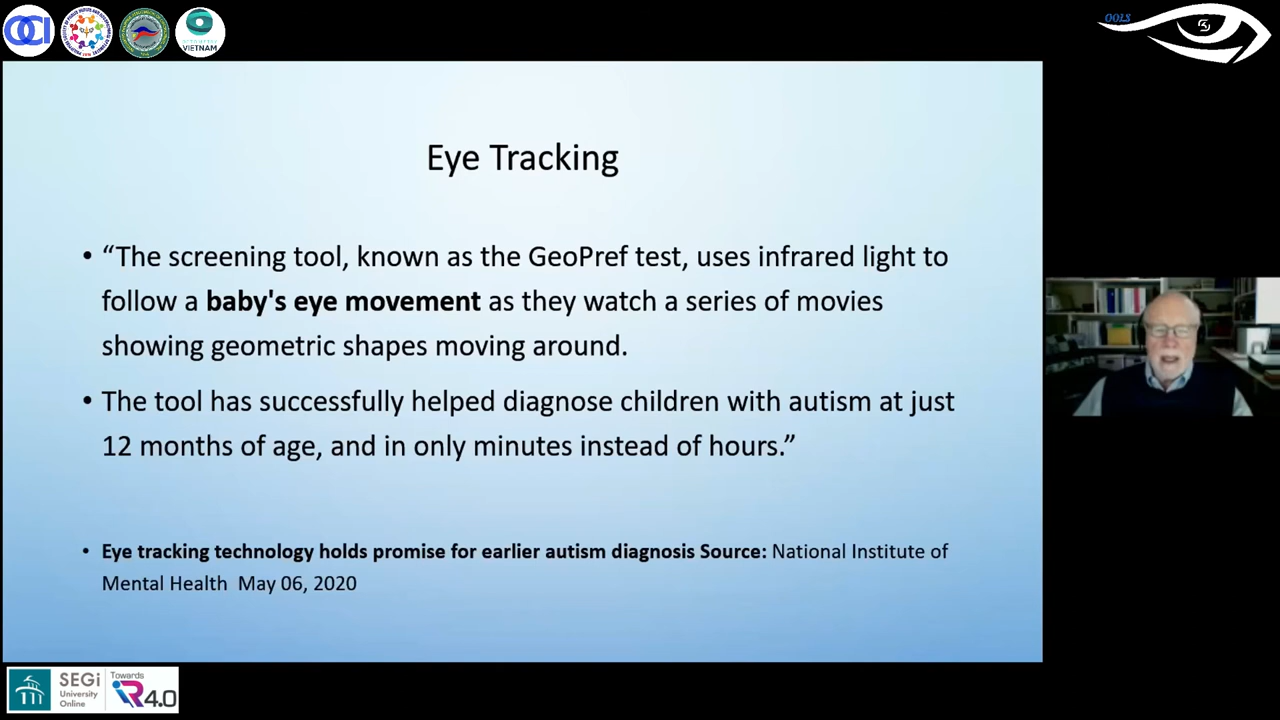 OCI
VIETNAM
OOLS
Eye Tracking
• “The screening tool, known as the GeoPref test, uses infrared light to
follow a baby's eye movement as they watch a series of movies
showing geometric shapes moving around.
• The tool has successfully helped diagnose children with autism at just
12 months of age, and in only minutes instead of hours.”
• Eye tracking technology holds promise for earlier autism diagnosis Source: National Institute of
Mental Health May 06, 2020
SEGi
University
Online
Towards
iR4.0